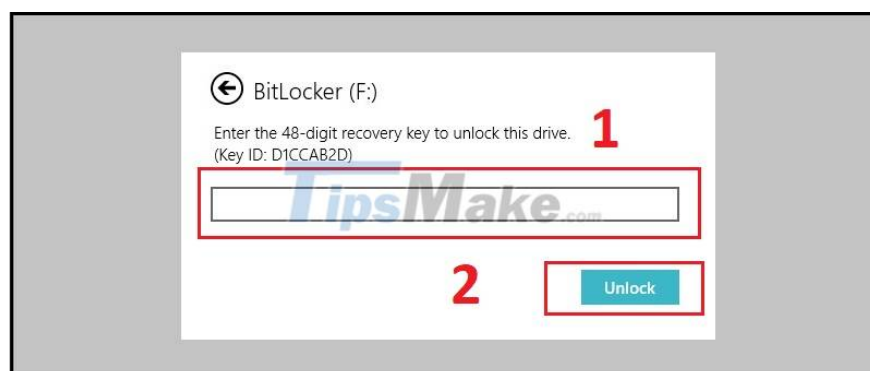 BitLocker (F:)
Enter the 48-digit recovery key to unlock this drive.
1
(Key ID: D1CCAB2D)
TipsMake.com
2
Unlock